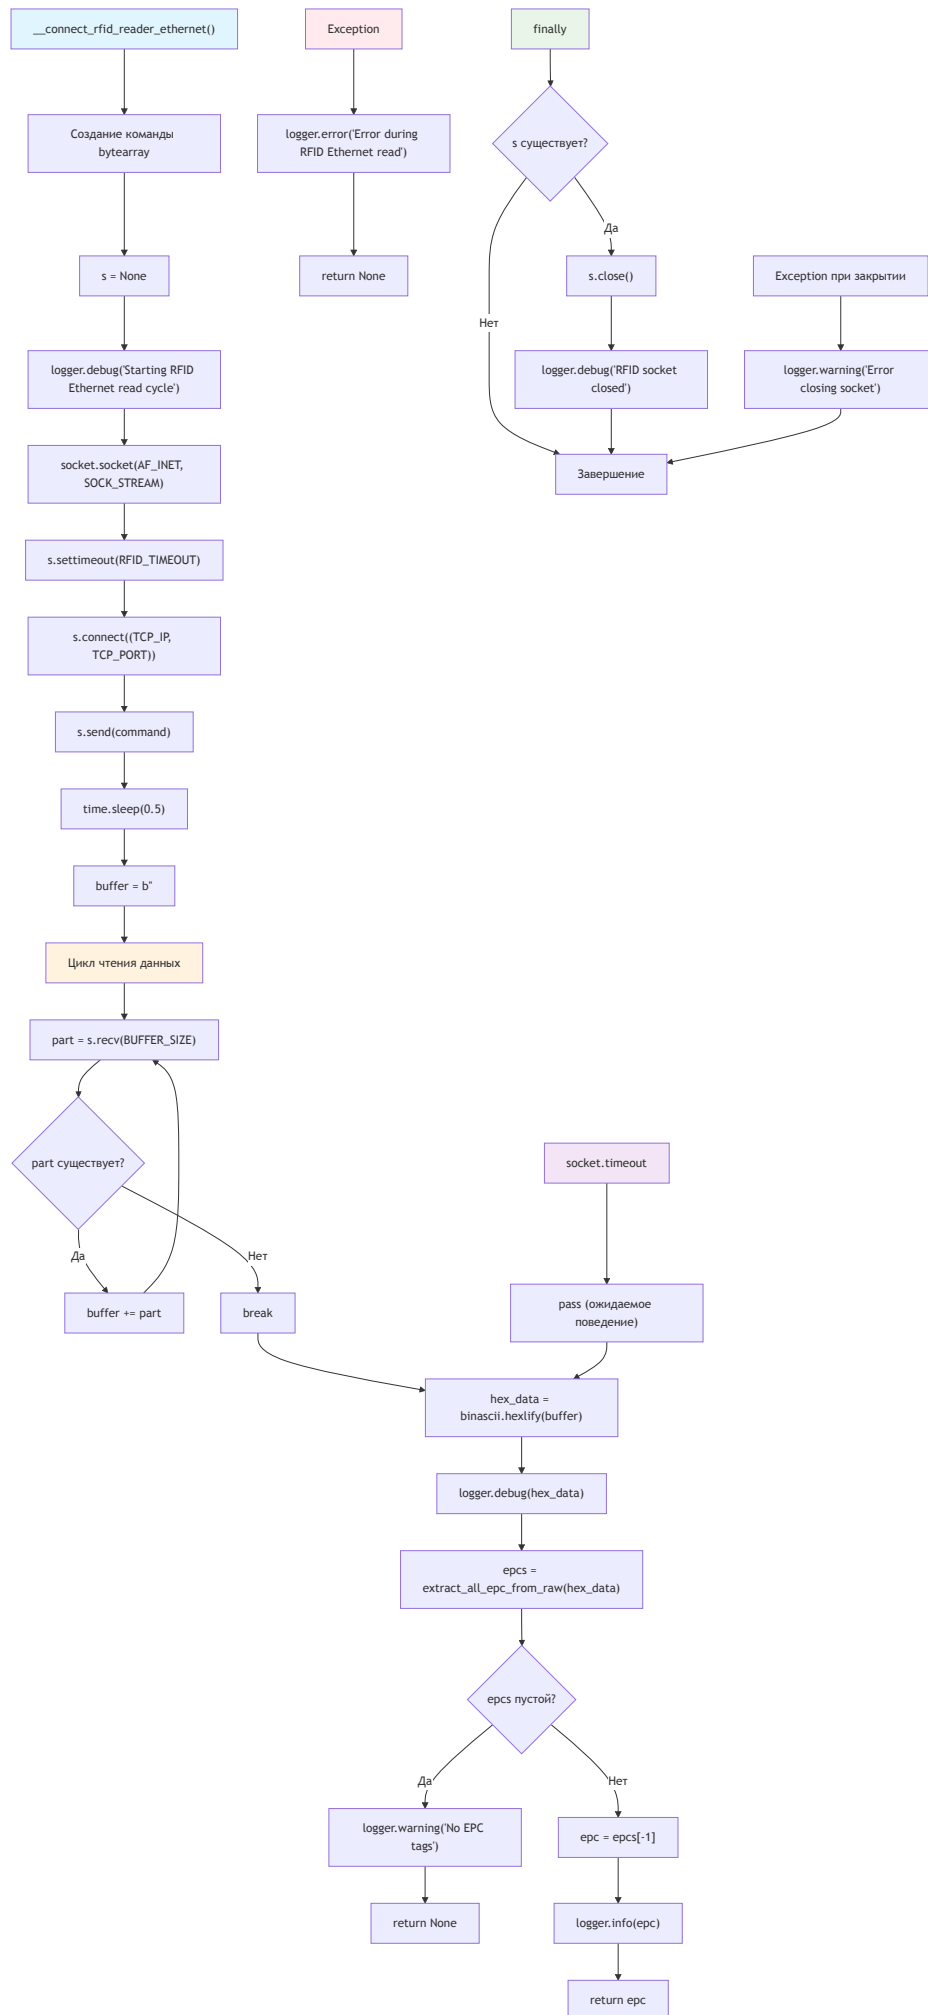 __connect_rfid_reader_ethernet()
Exception
finally
Создание команды
bytearray
logger.error('Error during
RFID Ethernet read')
s существует?
Да
s = None
return None
s.close()
Exception при закрытии
Нет
logger.debug('Starting RFID
Ethernet read cycle')
logger.debug('RFID socket
closed')
logger.warning('Error
closing socket')
socket.socket(AF_INET,
SOCK_STREAM)
Завершение
s.settimeout(RFID_TIMEOUT)
s.connect((TCP_IP,
TCP_PORT))
s.send(command)
time.sleep(0.5)
buffer = b''
Цикл чтения данных
part = s.recv(BUFFER_SIZE)
part существует?
socket.timeout
Да
Нет
buffer += part
break
pass (ожидаемое
поведение)
hex_data =
binascii.hexlify(buffer)
logger.debug(hex_data)
epcs =
extract_all_epc_from_raw(hex_data)
epcs пустой?
Да
Нет
logger.warning('No EPC
tags')
epc = epcs[-1]
return None
logger.info(epc)
return epc